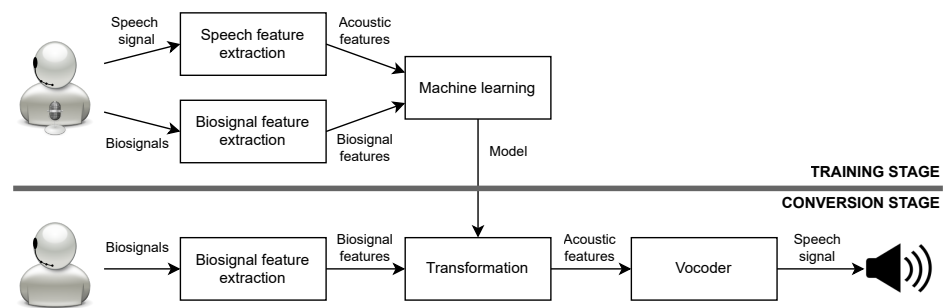 Speech
signal
Speech feature
extraction
Acoustic
features
Machine learning
Biosignals
Biosignal feature
extraction
Biosignal
features
Model
TRAINING STAGE
CONVERSION STAGE
Biosignals
Biosignal feature
extraction
Biosignal
features
Transformation
Acoustic
features
Vocoder
Speech
signal